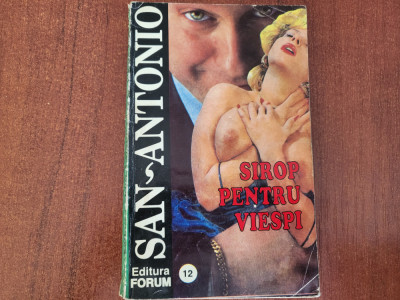 SAN-ANTONIO
SIROP
PENTRU
VIESPI
Editura
FORUM
12